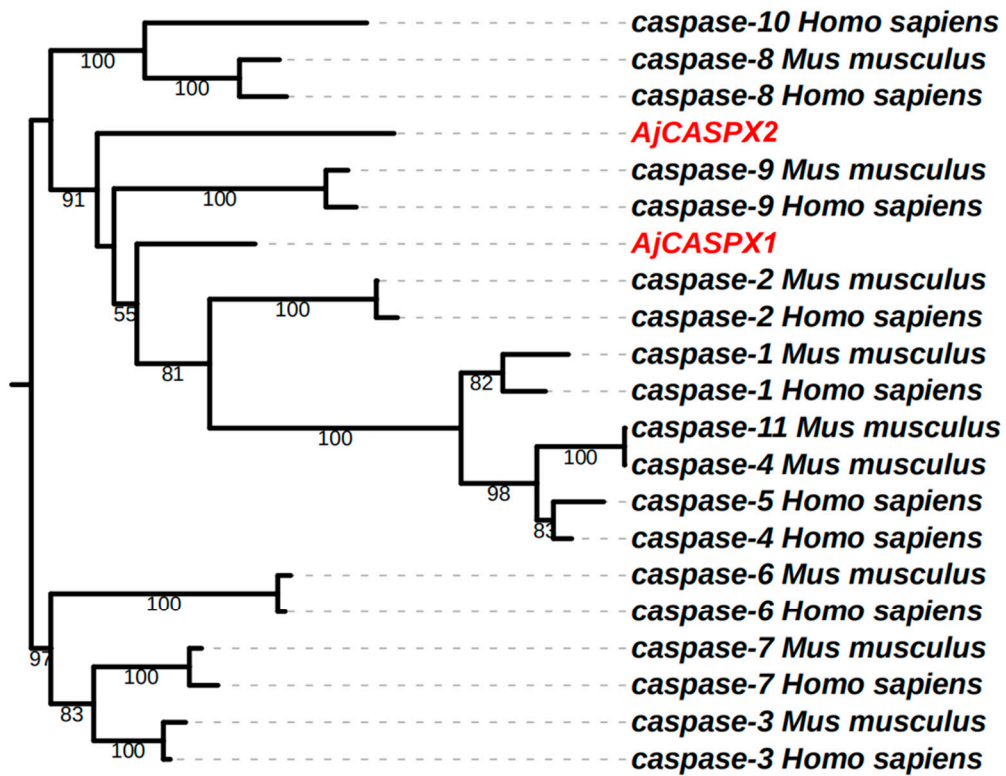 caspase-10 Homo sapiens
100
caspase-8 Mus musculus
100
caspase-8 Homo sapiens
AjCASPX2
caspase-9 Mus musculus
91
100
caspase-9 Homo sapiens
AjCASPX1
caspase-2 Mus musculus
55
100
caspase-2 Homo sapiens
caspase-1 Mus musculus
81
82
caspase-1 Homo sapiens
caspase-11 Mus musculus
100
100
caspase-4 Mus musculus
98
caspase-5 Homo sapiens
83
caspase-4 Homo sapiens
caspase-6 Mus musculus
100
caspase-6 Homo sapiens
97
caspase-7 Mus musculus
100
caspase-7 Homo sapiens
83
caspase-3 Mus musculus
100
caspase-3 Homo sapiens